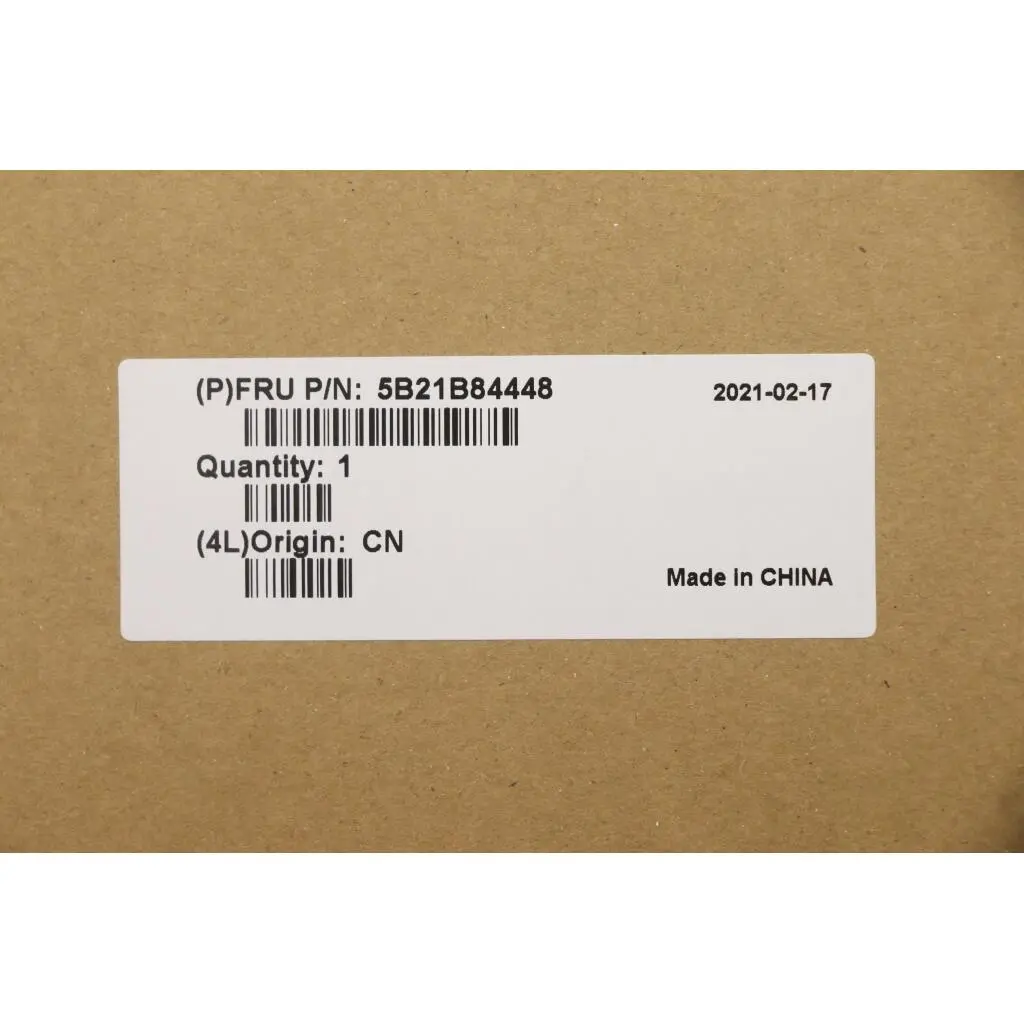 (P)FRU P/N: 5B21B84448
2021-02-17
Quantity: 1
(4L)Origin: CN
Made in CHINA